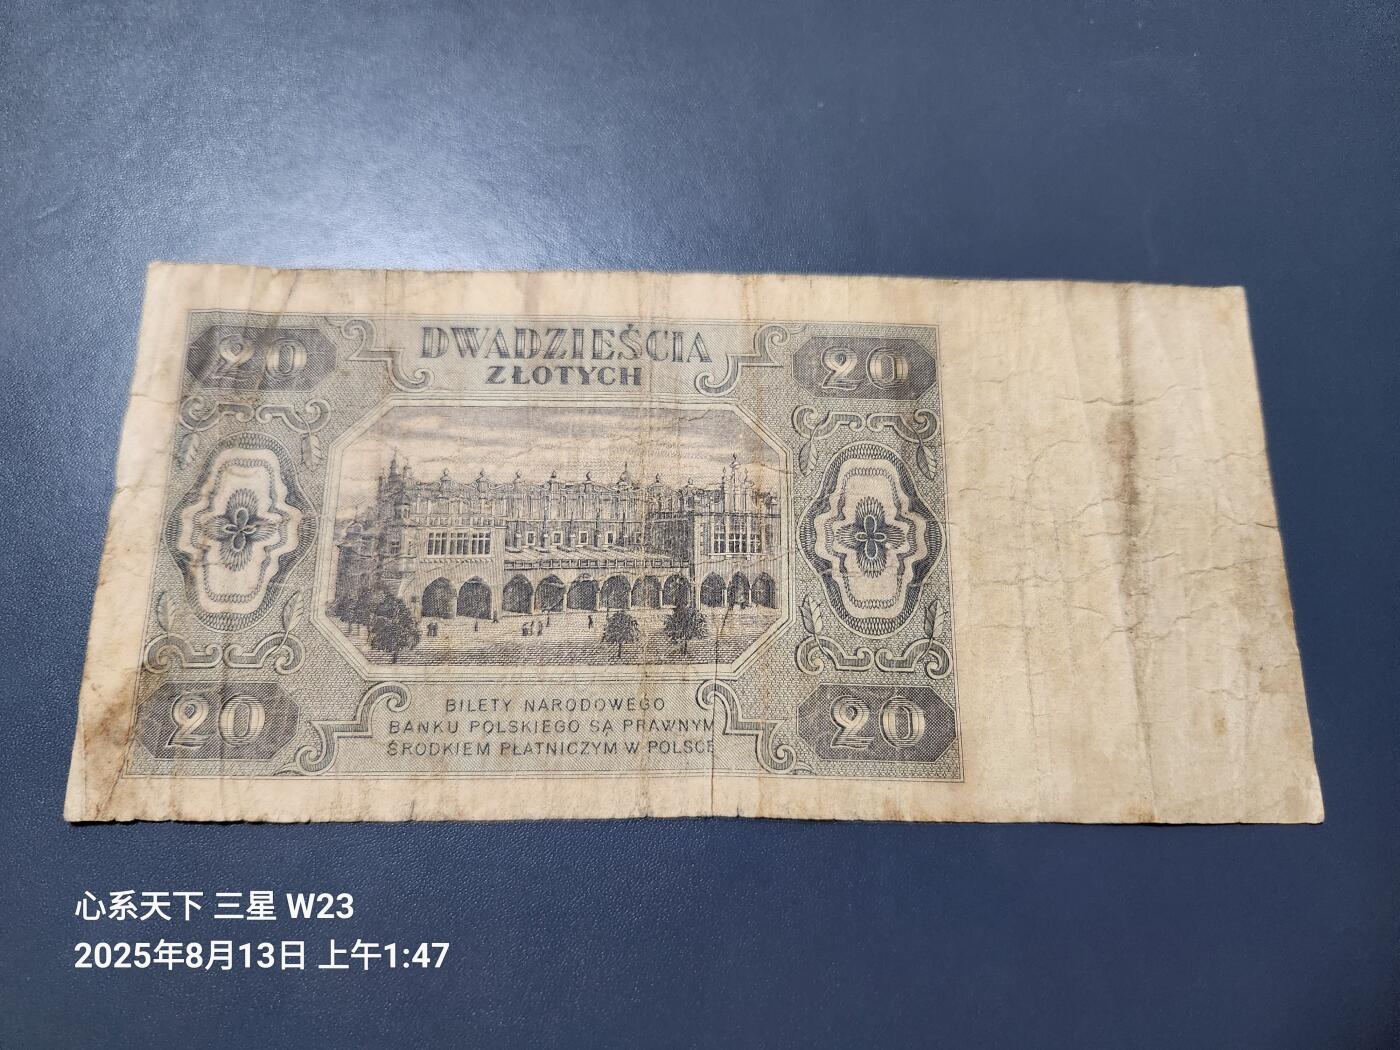 20
DWADZIEŚCIA
ZŁOTYCH
20
20
BILETY NARODOWEGO
BANKU POLSKIEGO SĄ PRAWNYM
ŚRODKIEM PŁATNICZYM W POLSCE
20
心系天下 三星 W23
2025年8月13日 上午1:47